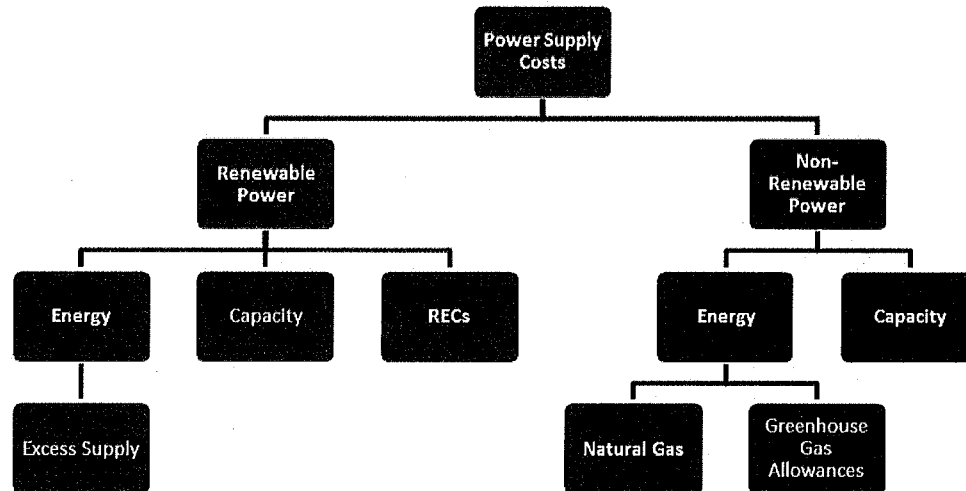 Power Supply
Costs
Renewable
Power
Non-
Renewable
Power
Energy
Capacity
RECs
Energy
Capacity
Excess Supply
Natural Gas
Greenhouse
Gas
Allowances